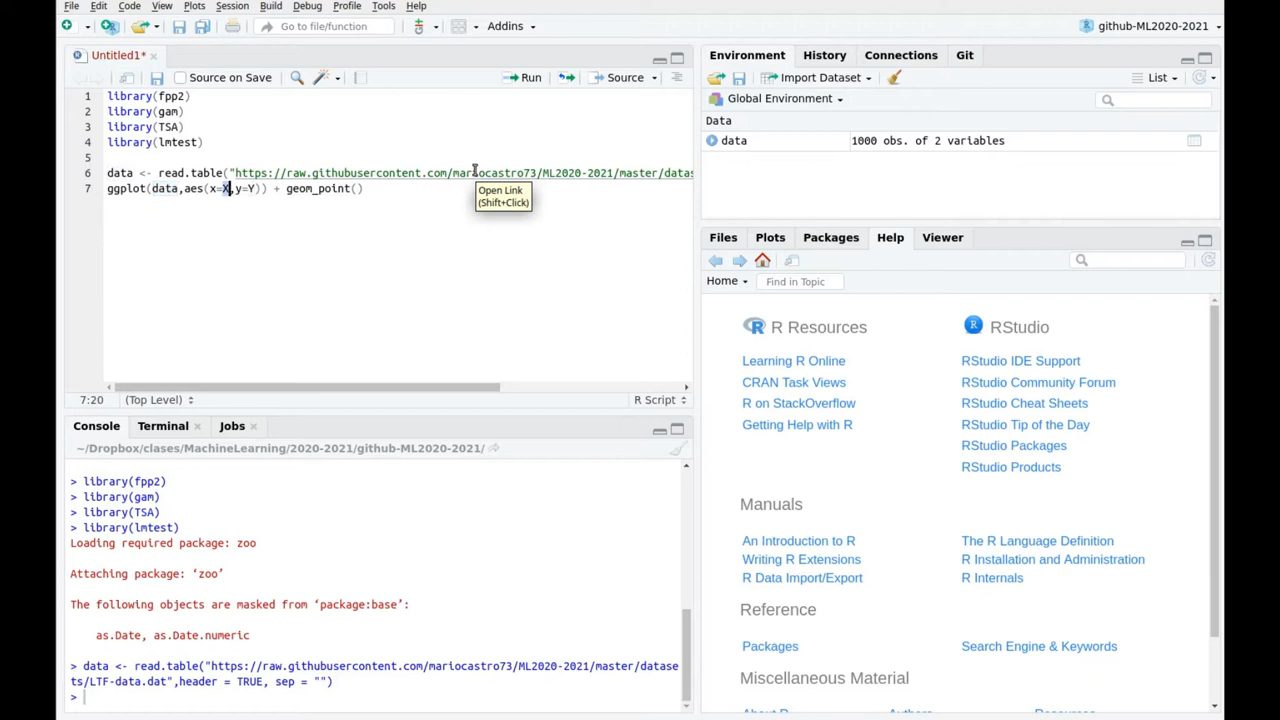 File Edit Code View Plots Session Build Debug Profile Tools Help
Go to file/function Addins github-ML2020-2021
Untitled1*
Source on Save Run Source
1 library(fpp2)
2 library(gam)
3 library(TSA)
4 library(lmtest)
5
6 data <- read.table("https://raw.githubusercontent.com/mariocastro73/ML2020-2021/master/datas
7 ggplot(data,aes(x=X,y=Y)) + geom_point()
Open Link
(Shift+Click)
7:20 (Top Level) R Script
Console Terminal Jobs
~/Dropbox/clases/MachineLearning/2020-2021/github-ML2020-2021/
> library(fpp2)
> library(gam)
> library(TSA)
> library(lmtest)
Loading required package: zoo
Attaching package: ‘zoo’
The following objects are masked from ‘package:base’:
as.Date, as.Date.numeric
> data <- read.table("https://raw.githubusercontent.com/mariocastro73/ML2020-2021/master/datase
ts/LTF-data.dat",header = TRUE, sep = "")
>
Environment History Connections Git
Import Dataset List
Global Environment
Data
data 1000 obs. of 2 variables
Files Plots Packages Help Viewer
Home Find in Topic
R Resources
Learning R Online
CRAN Task Views
R on StackOverflow
Getting Help with R
RStudio
RStudio IDE Support
RStudio Community Forum
RStudio Cheat Sheets
RStudio Tip of the Day
RStudio Packages
RStudio Products
Manuals
An Introduction to R The R Language Definition
Writing R Extensions R Installation and Administration
R Data Import/Export R Internals
Reference
Packages Search Engine & Keywords
Miscellaneous Material
About R Authors Resources